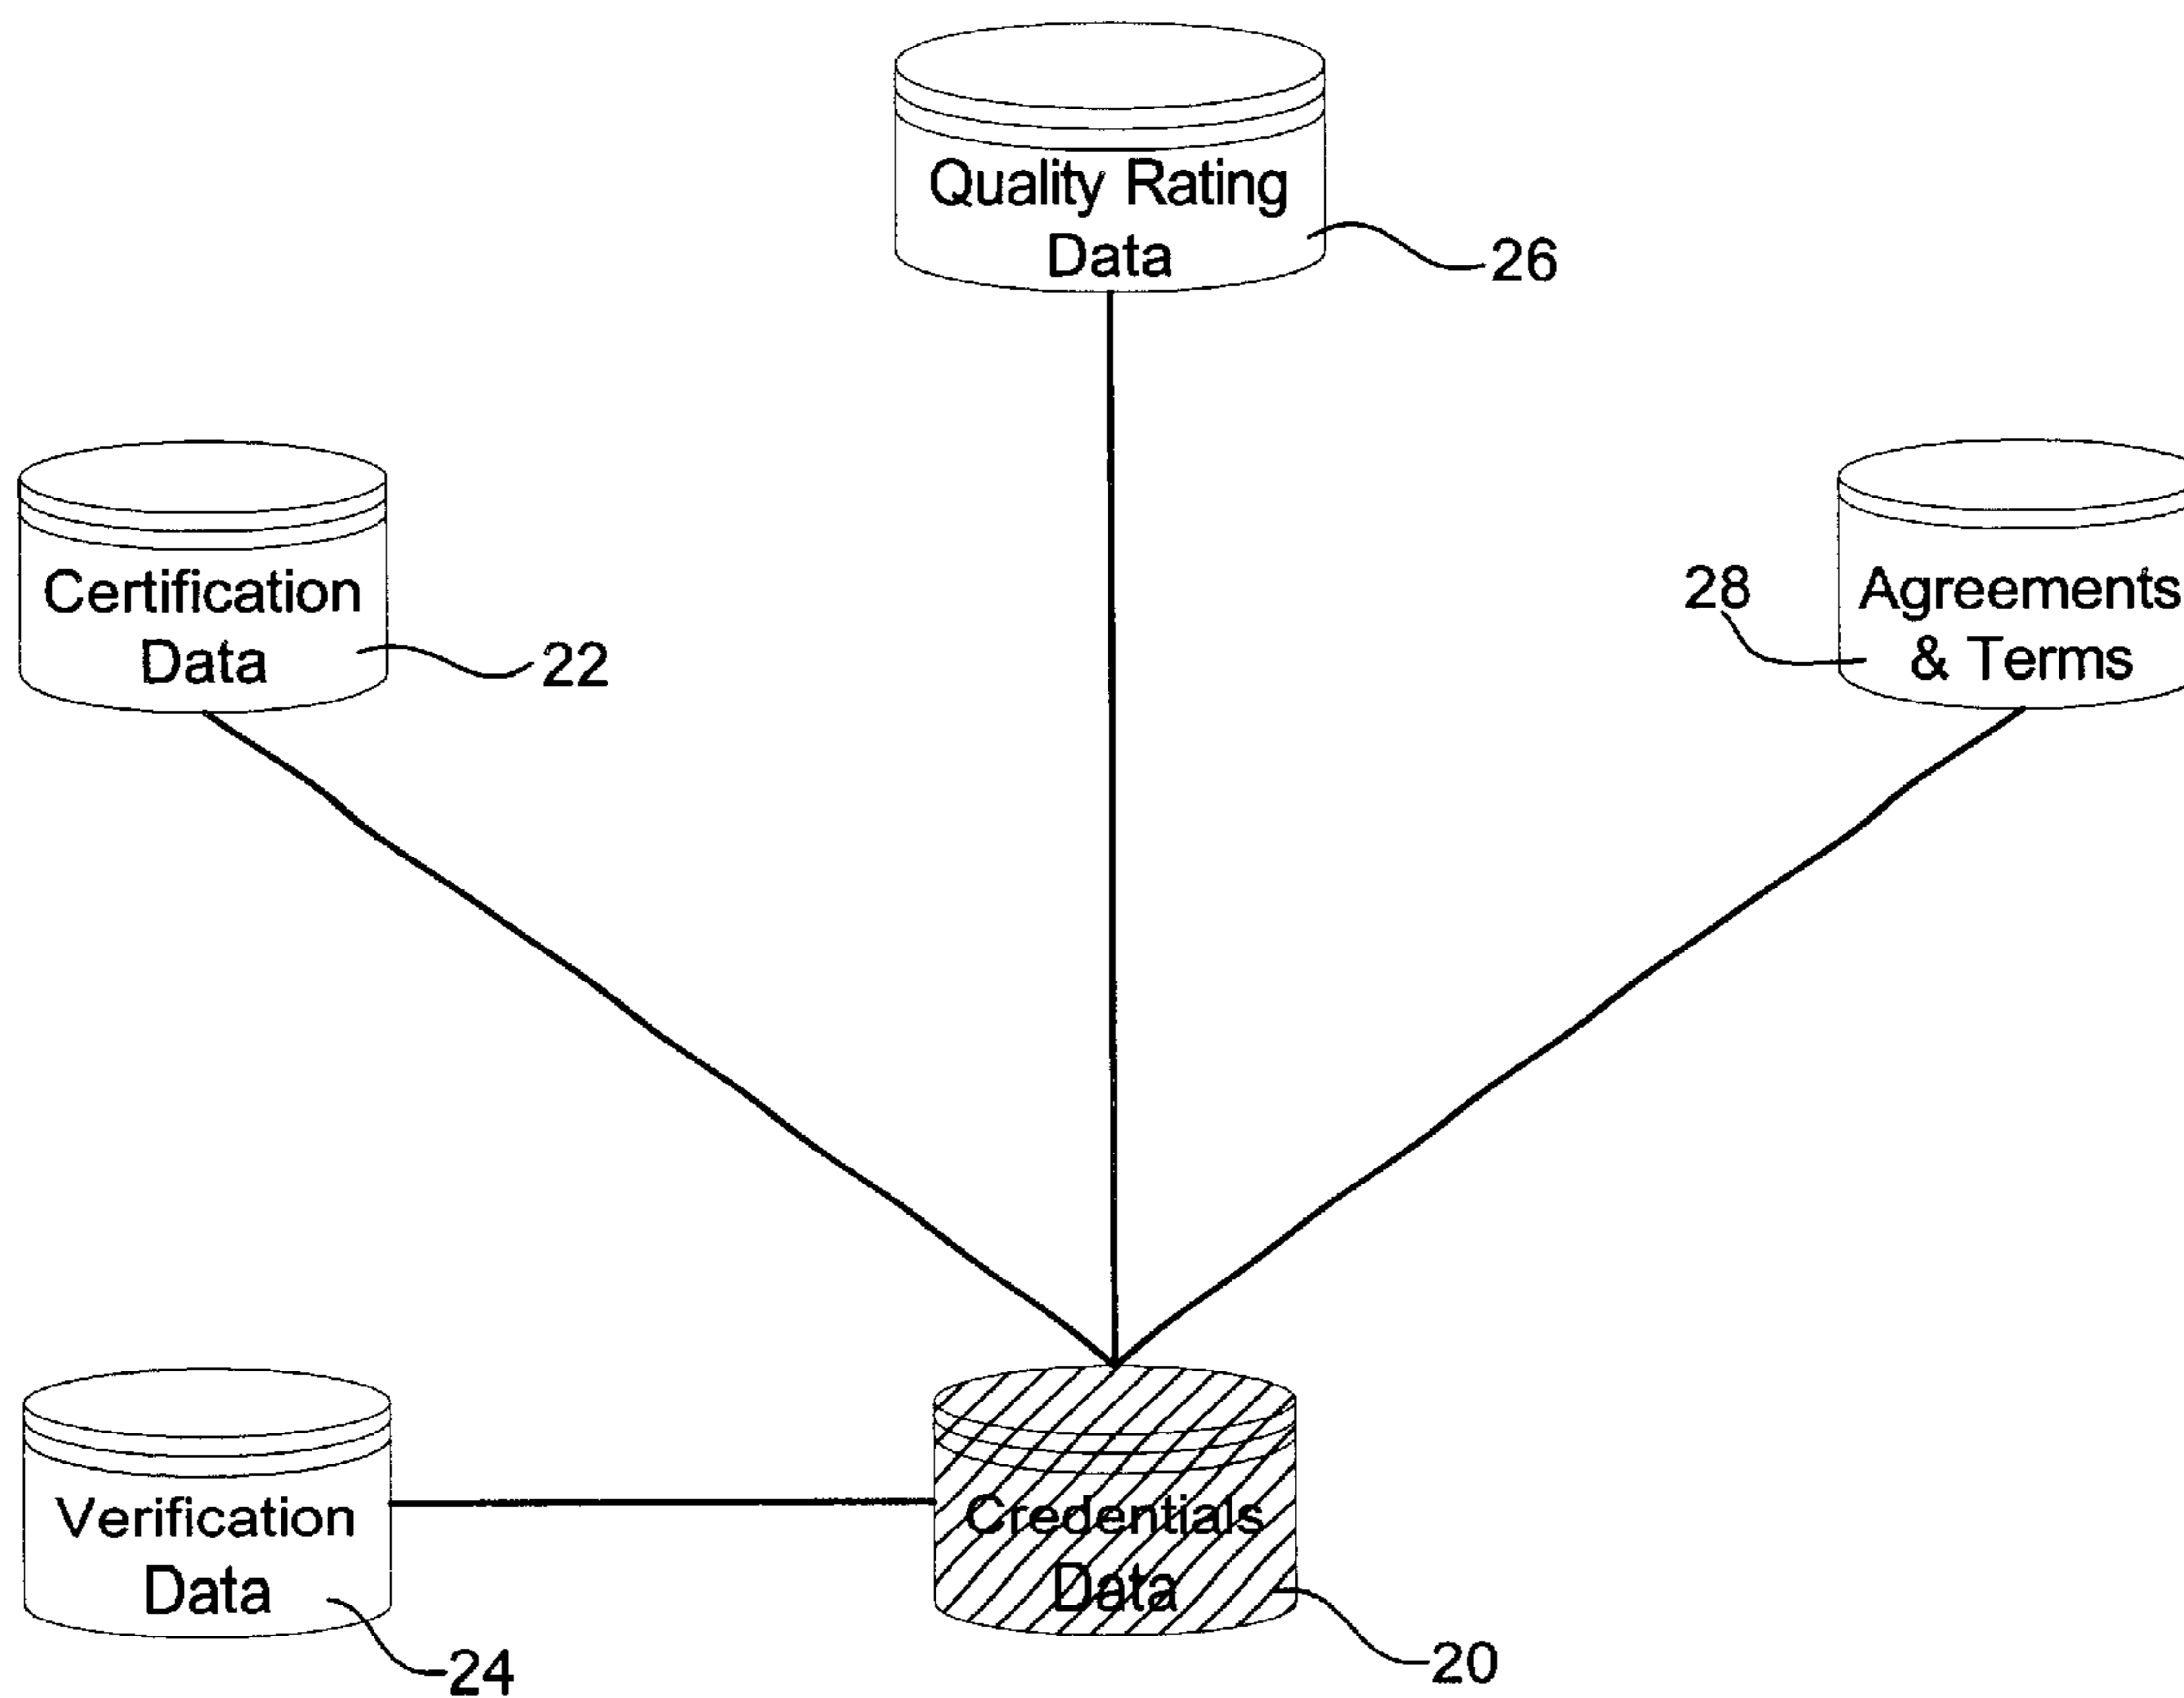 Quality Rating
Data
26
Certification
Data
22
28
Agreements
& Terms
Verification
Data
24
Credentials
Data
20